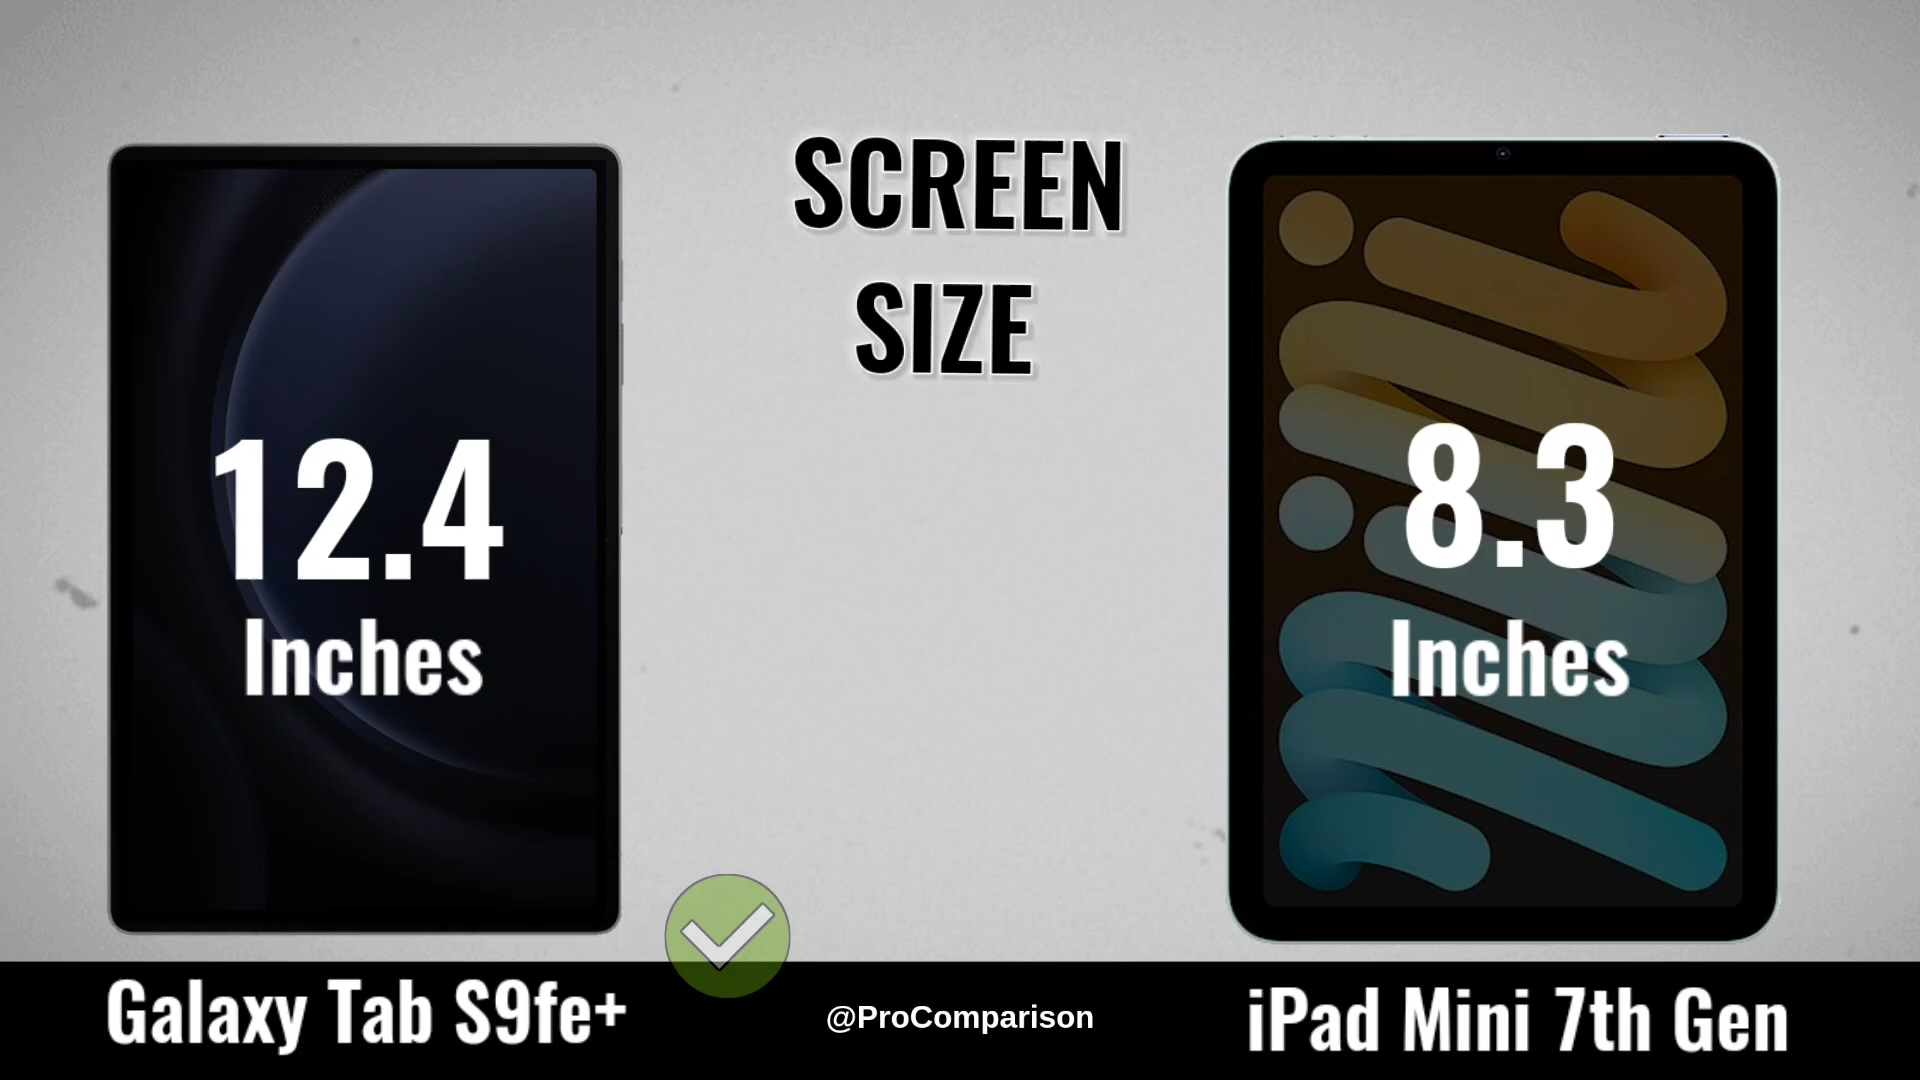 SCREEN
SIZE
12.4
Inches
8.3
Inches
Galaxy Tab S9fe+
@ProComparison
iPad Mini 7th Gen